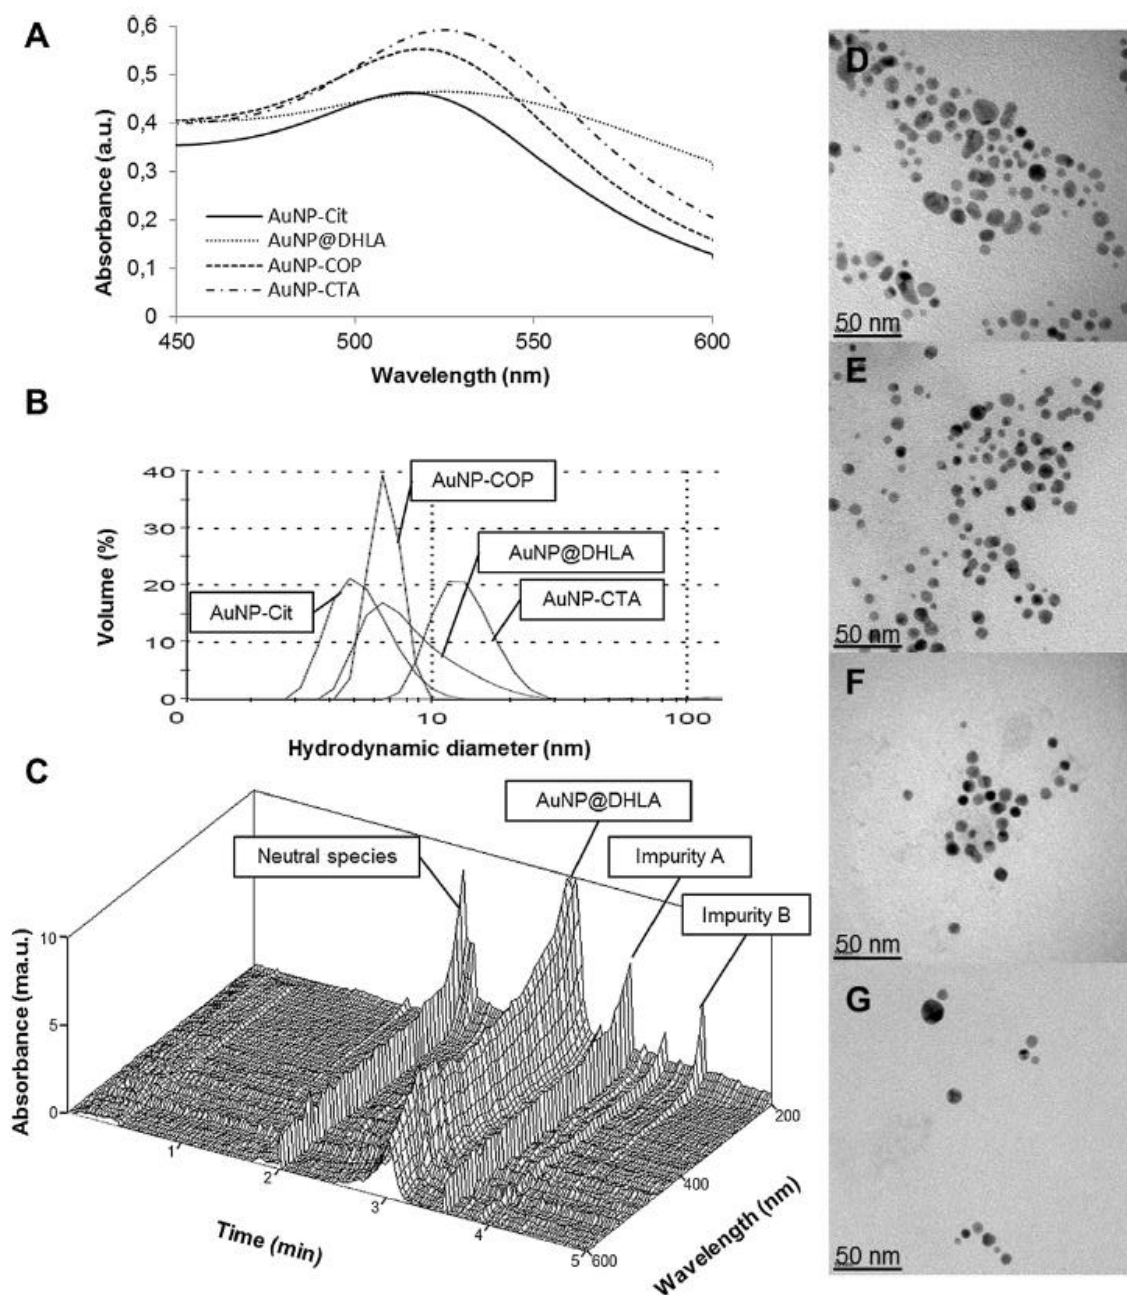 A
Absorbance (a.u.)
0,6
0,5
0,4
0,3
0,2
0,1
0
AuNP-Cit
AuNP@DHLA
AuNP-COP
AuNP-CTA
450
500
550
600
Wavelength (nm)
B
Volume (%)
40
30
20
10
0
AuNP-COP
AuNP@DHLA
AuNP-Cit
AuNP-CTA
0
10
100
Hydrodynamic diameter (nm)
C
AuNP@DHLA
Neutral species
Impurity A
Impurity B
Absorbance (ma.u.)
10
5
0
1
2
3
4
5
600
400
200
Time (min)
Wavelength (nm)
D
50 nm
E
50 nm
F
50 nm
G
50 nm